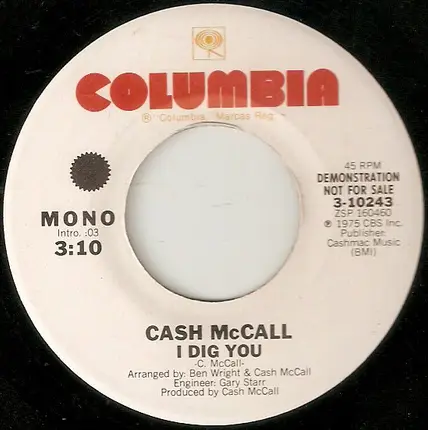 COLUMBIA
® Columbia, Marcas Reg.
MONO
Intro. :03
3:10
45 RPM
DEMONSTRATION
NOT FOR SALE
3-10243
ZSP 160460
℗ 1975 CBS Inc.
Publisher:
Cashmac Music
(BMI)
CASH McCALL
I DIG YOU
-C. McCall-
Arranged by: Ben Wright & Cash McCall
Engineer: Gary Starr
Produced by Cash McCall